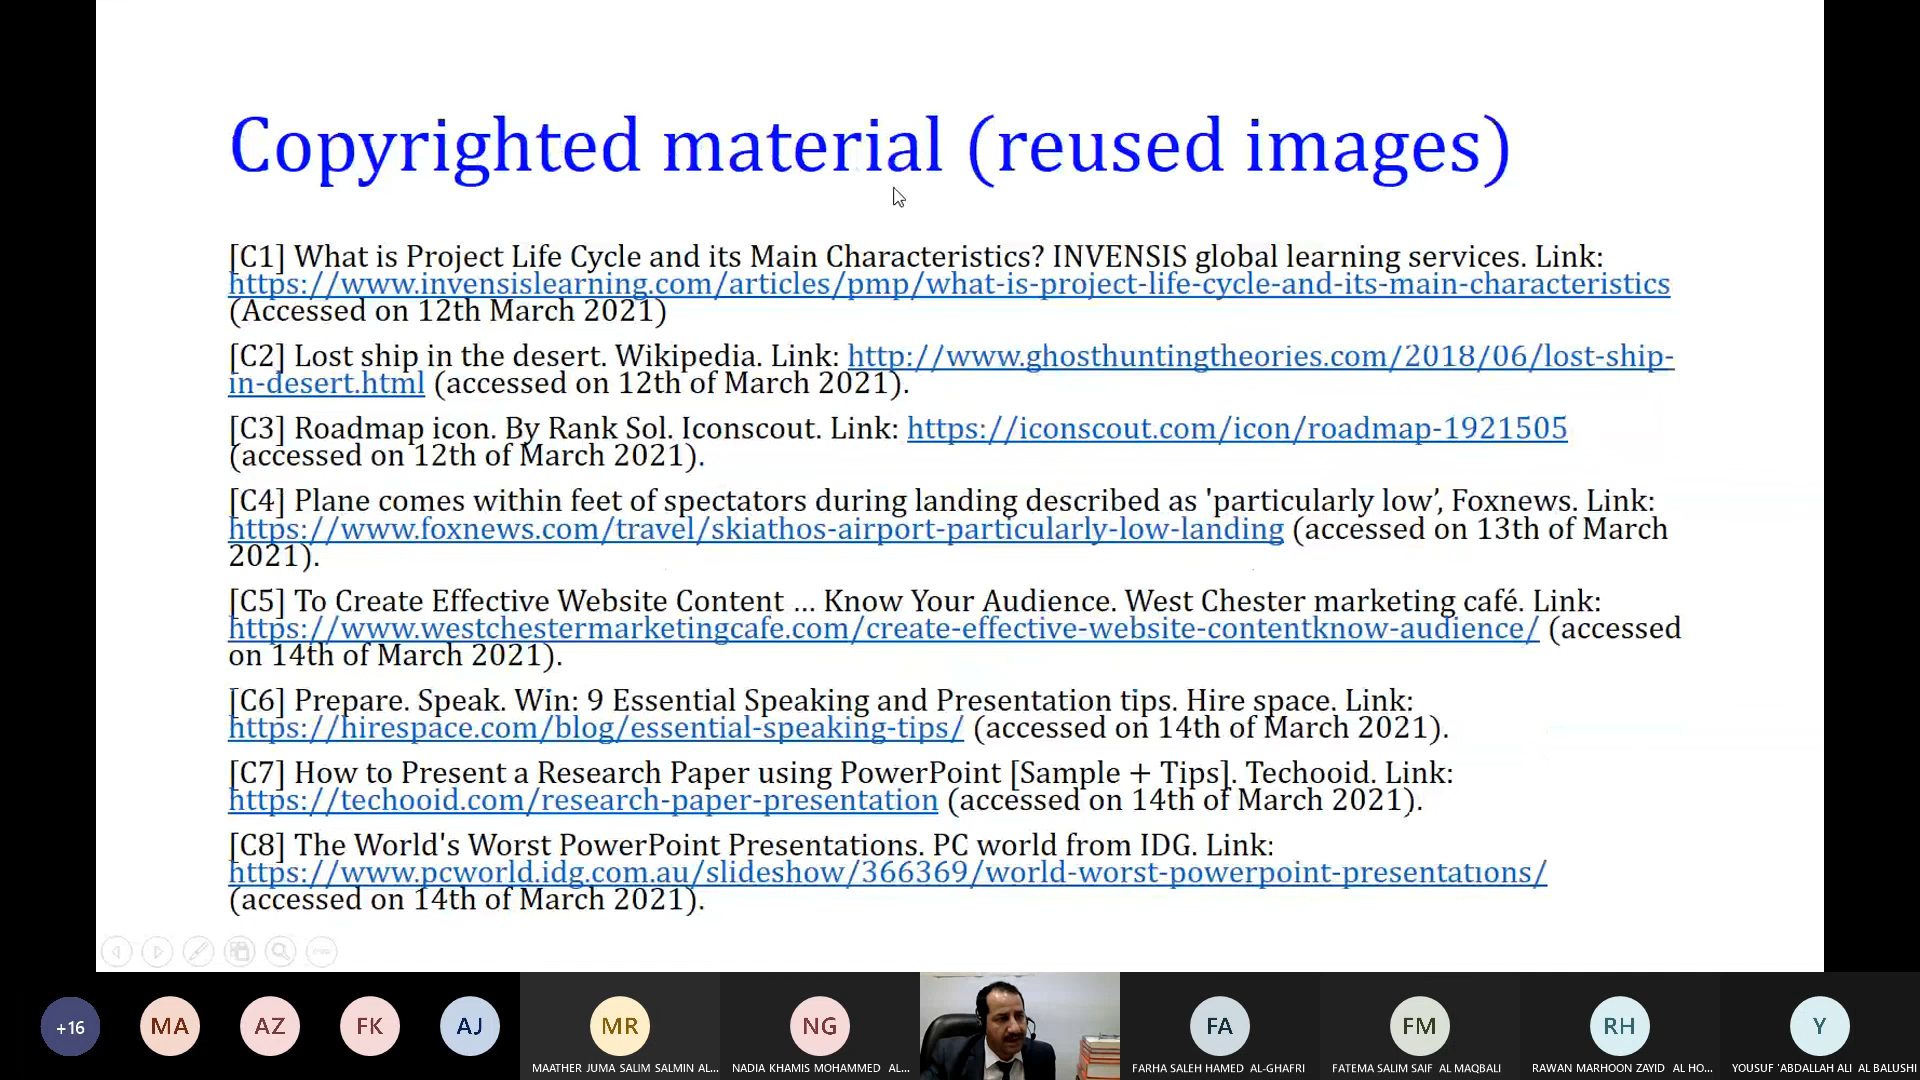 Copyrighted material (reused images)
[C1] What is Project Life Cycle and its Main Characteristics? INVENSIS global learning services. Link:
https://www.invensislearning.com/articles/pmp/what-is-project-life-cycle-and-its-main-characteristics
(Accessed on 12th March 2021)
[C2] Lost ship in the desert. Wikipedia. Link: http://www.ghosthuntingtheories.com/2018/06/lost-ship-
in-desert.html (accessed on 12th of March 2021).
[C3] Roadmap icon. By Rank Sol. Iconscout. Link: https://iconscout.com/icon/roadmap-1921505
(accessed on 12th of March 2021).
[C4] Plane comes within feet of spectators during landing described as 'particularly low’, Foxnews. Link:
https://www.foxnews.com/travel/skiathos-airport-particularly-low-landing (accessed on 13th of March
2021).
[C5] To Create Effective Website Content … Know Your Audience. West Chester marketing café. Link:
https://www.westchestermarketingcafe.com/create-effective-website-contentknow-audience/ (accessed
on 14th of March 2021).
[C6] Prepare. Speak. Win: 9 Essential Speaking and Presentation tips. Hire space. Link:
https://hirespace.com/blog/essential-speaking-tips/ (accessed on 14th of March 2021).
[C7] How to Present a Research Paper using PowerPoint [Sample + Tips]. Techooid. Link:
https://techooid.com/research-paper-presentation (accessed on 14th of March 2021).
[C8] The World's Worst PowerPoint Presentations. PC world from IDG. Link:
https://www.pcworld.idg.com.au/slideshow/366369/world-worst-powerpoint-presentations/
(accessed on 14th of March 2021).
+16 MA AZ FK AJ MR NG FA FM RH Y
MAATHER JUMA SALIM SALMIN AL... NADIA KHAMIS MOHAMMED AL... FARHA SALEH HAMED AL-GHAFRI FATEMA SALIM SAIF AL MAQBALI RAWAN MARHOON ZAYID AL HO... YOUSUF 'ABDALLAH ALI AL BALUSHI